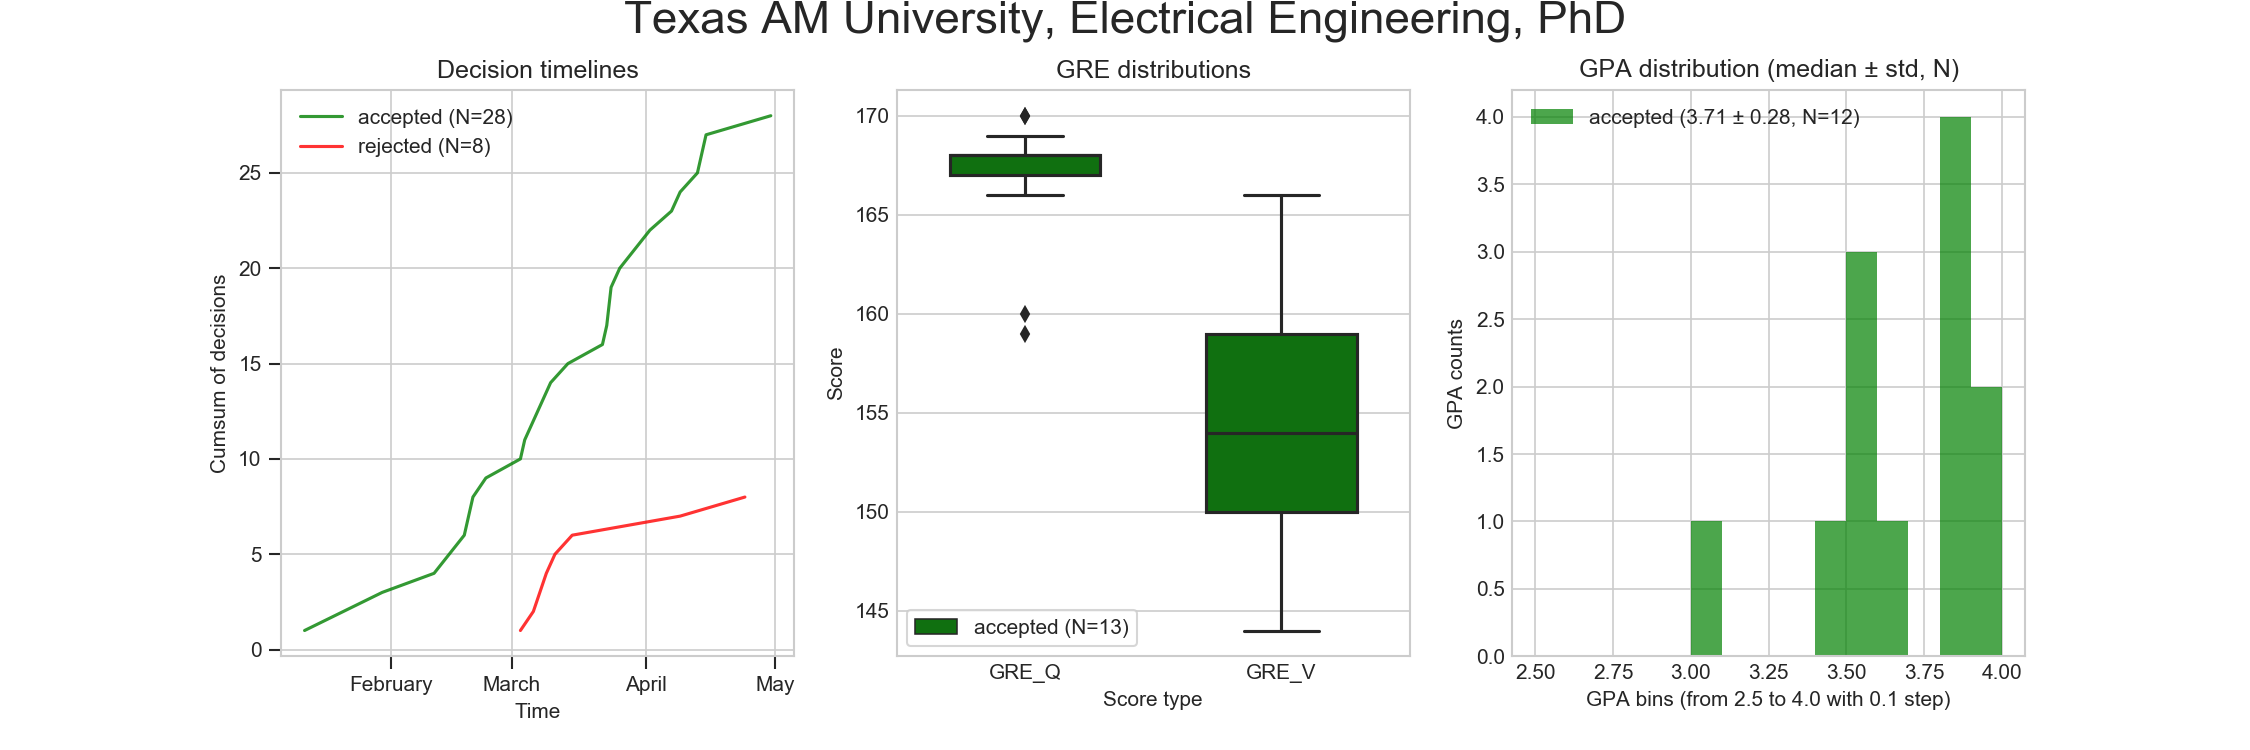 Texas AM University, Electrical Engineering, PhD
Decision timelines
accepted (N=28)
rejected (N=8)
25
20
15
10
5
0
Cumsum of decisions
February March April May
Time
GRE distributions
170
165
160
155
150
145
Score
accepted (N=13)
GRE_Q GRE_V
Score type
GPA distribution (median ± std, N)
accepted (3.71 ± 0.28, N=12)
4.0
3.5
3.0
2.5
2.0
1.5
1.0
0.5
0.0
GPA counts
2.50 2.75 3.00 3.25 3.50 3.75 4.00
GPA bins (from 2.5 to 4.0 with 0.1 step)